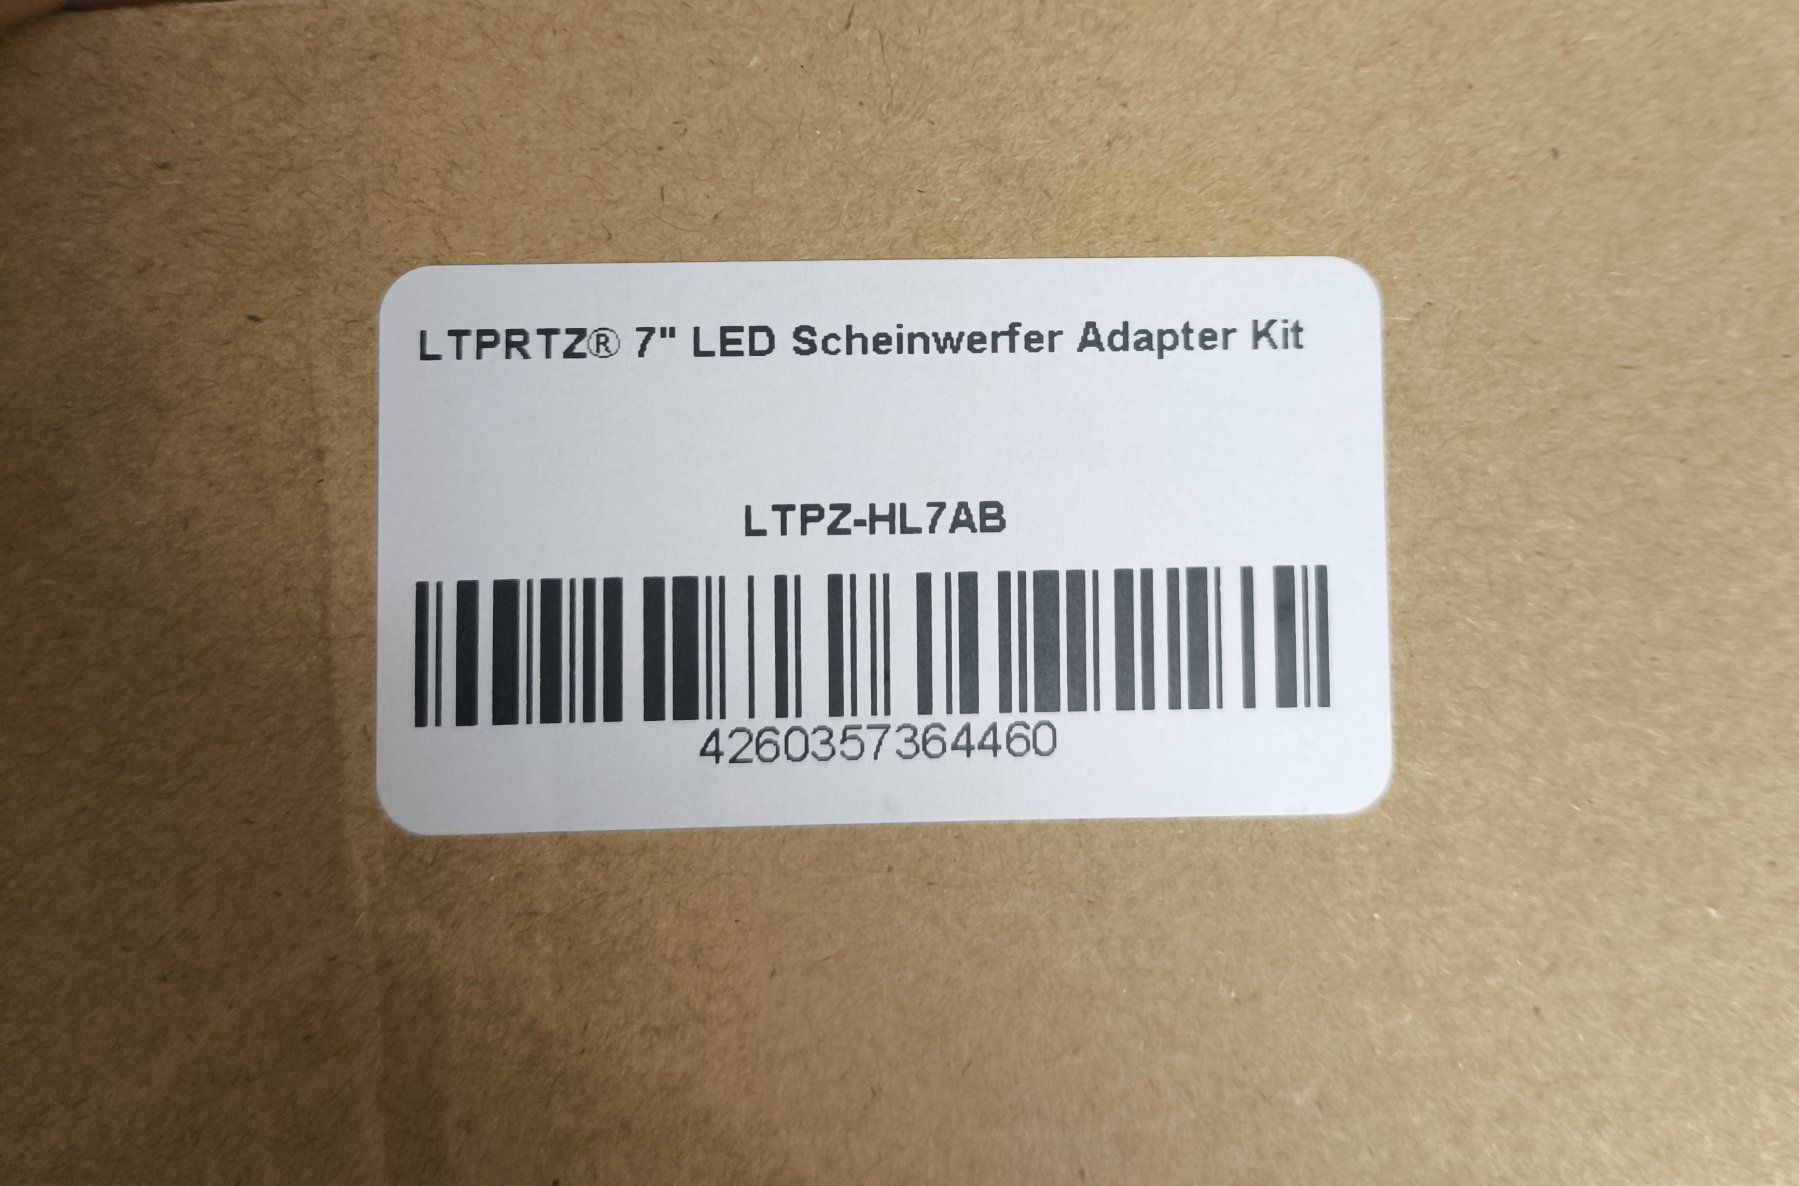 LTPRTZ® 7" LED Scheinwerfer Adapter Kit
LTPZ-HL7AB
4260357364460